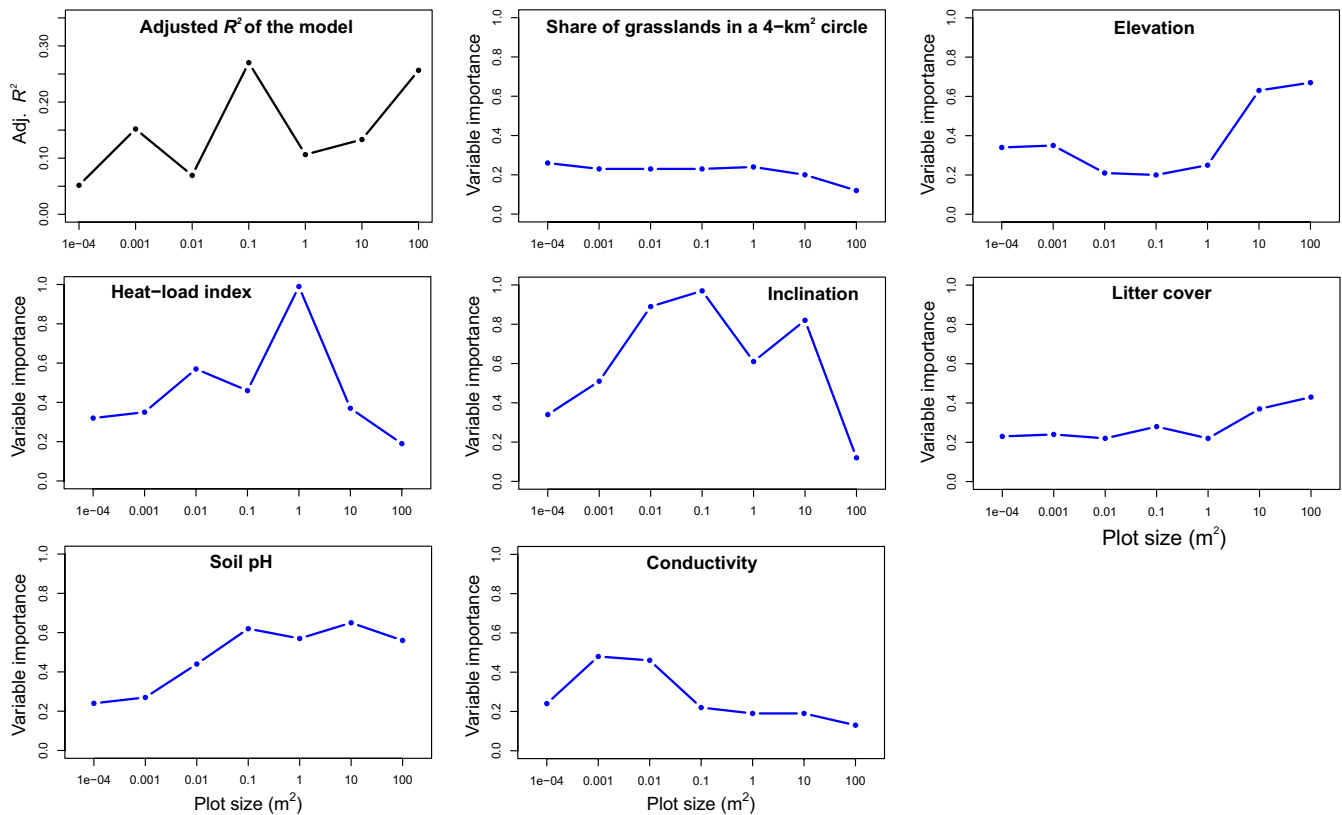 Adjusted R² of the model
Adj. R²
0.00 0.10 0.20 0.30
1e−04 0.001 0.01 0.1 1 10 100
Share of grasslands in a 4−km² circle
Variable importance
0.0 0.2 0.4 0.6 0.8 1.0
1e−04 0.001 0.01 0.1 1 10 100
Elevation
Variable importance
0.0 0.2 0.4 0.6 0.8 1.0
1e−04 0.001 0.01 0.1 1 10 100
Heat−load index
Variable importance
0.0 0.2 0.4 0.6 0.8 1.0
1e−04 0.001 0.01 0.1 1 10 100
Inclination
Variable importance
0.0 0.2 0.4 0.6 0.8 1.0
1e−04 0.001 0.01 0.1 1 10 100
Litter cover
Variable importance
0.0 0.2 0.4 0.6 0.8 1.0
1e−04 0.001 0.01 0.1 1 10 100
Plot size (m²)
Soil pH
Variable importance
0.0 0.2 0.4 0.6 0.8 1.0
1e−04 0.001 0.01 0.1 1 10 100
Plot size (m²)
Conductivity
Variable importance
0.0 0.2 0.4 0.6 0.8 1.0
1e−04 0.001 0.01 0.1 1 10 100
Plot size (m²)